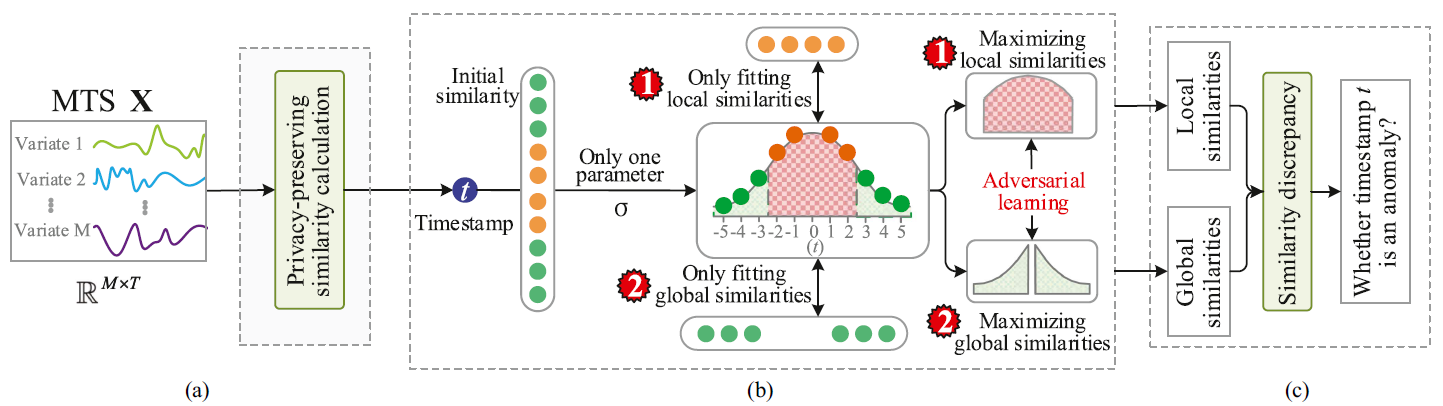 MTS X
Variate 1
Variate 2
Variate M
ℝ^{M×T}
Privacy-preserving
similarity calculation
Initial
similarity
t
Timestamp
Only one
parameter
σ
1
Only fitting
local similarities
-5 -4 -3 -2 -1 0 1 2 3 4 5
(t)
2
Only fitting
global similarities
1
Maximizing
local similarities
Adversarial
learning
2
Maximizing
global similarities
Local
similarities
Global
similarities
Similarity discrepancy
Whether timestamp t
is an anomaly?
(a)
(b)
(c)